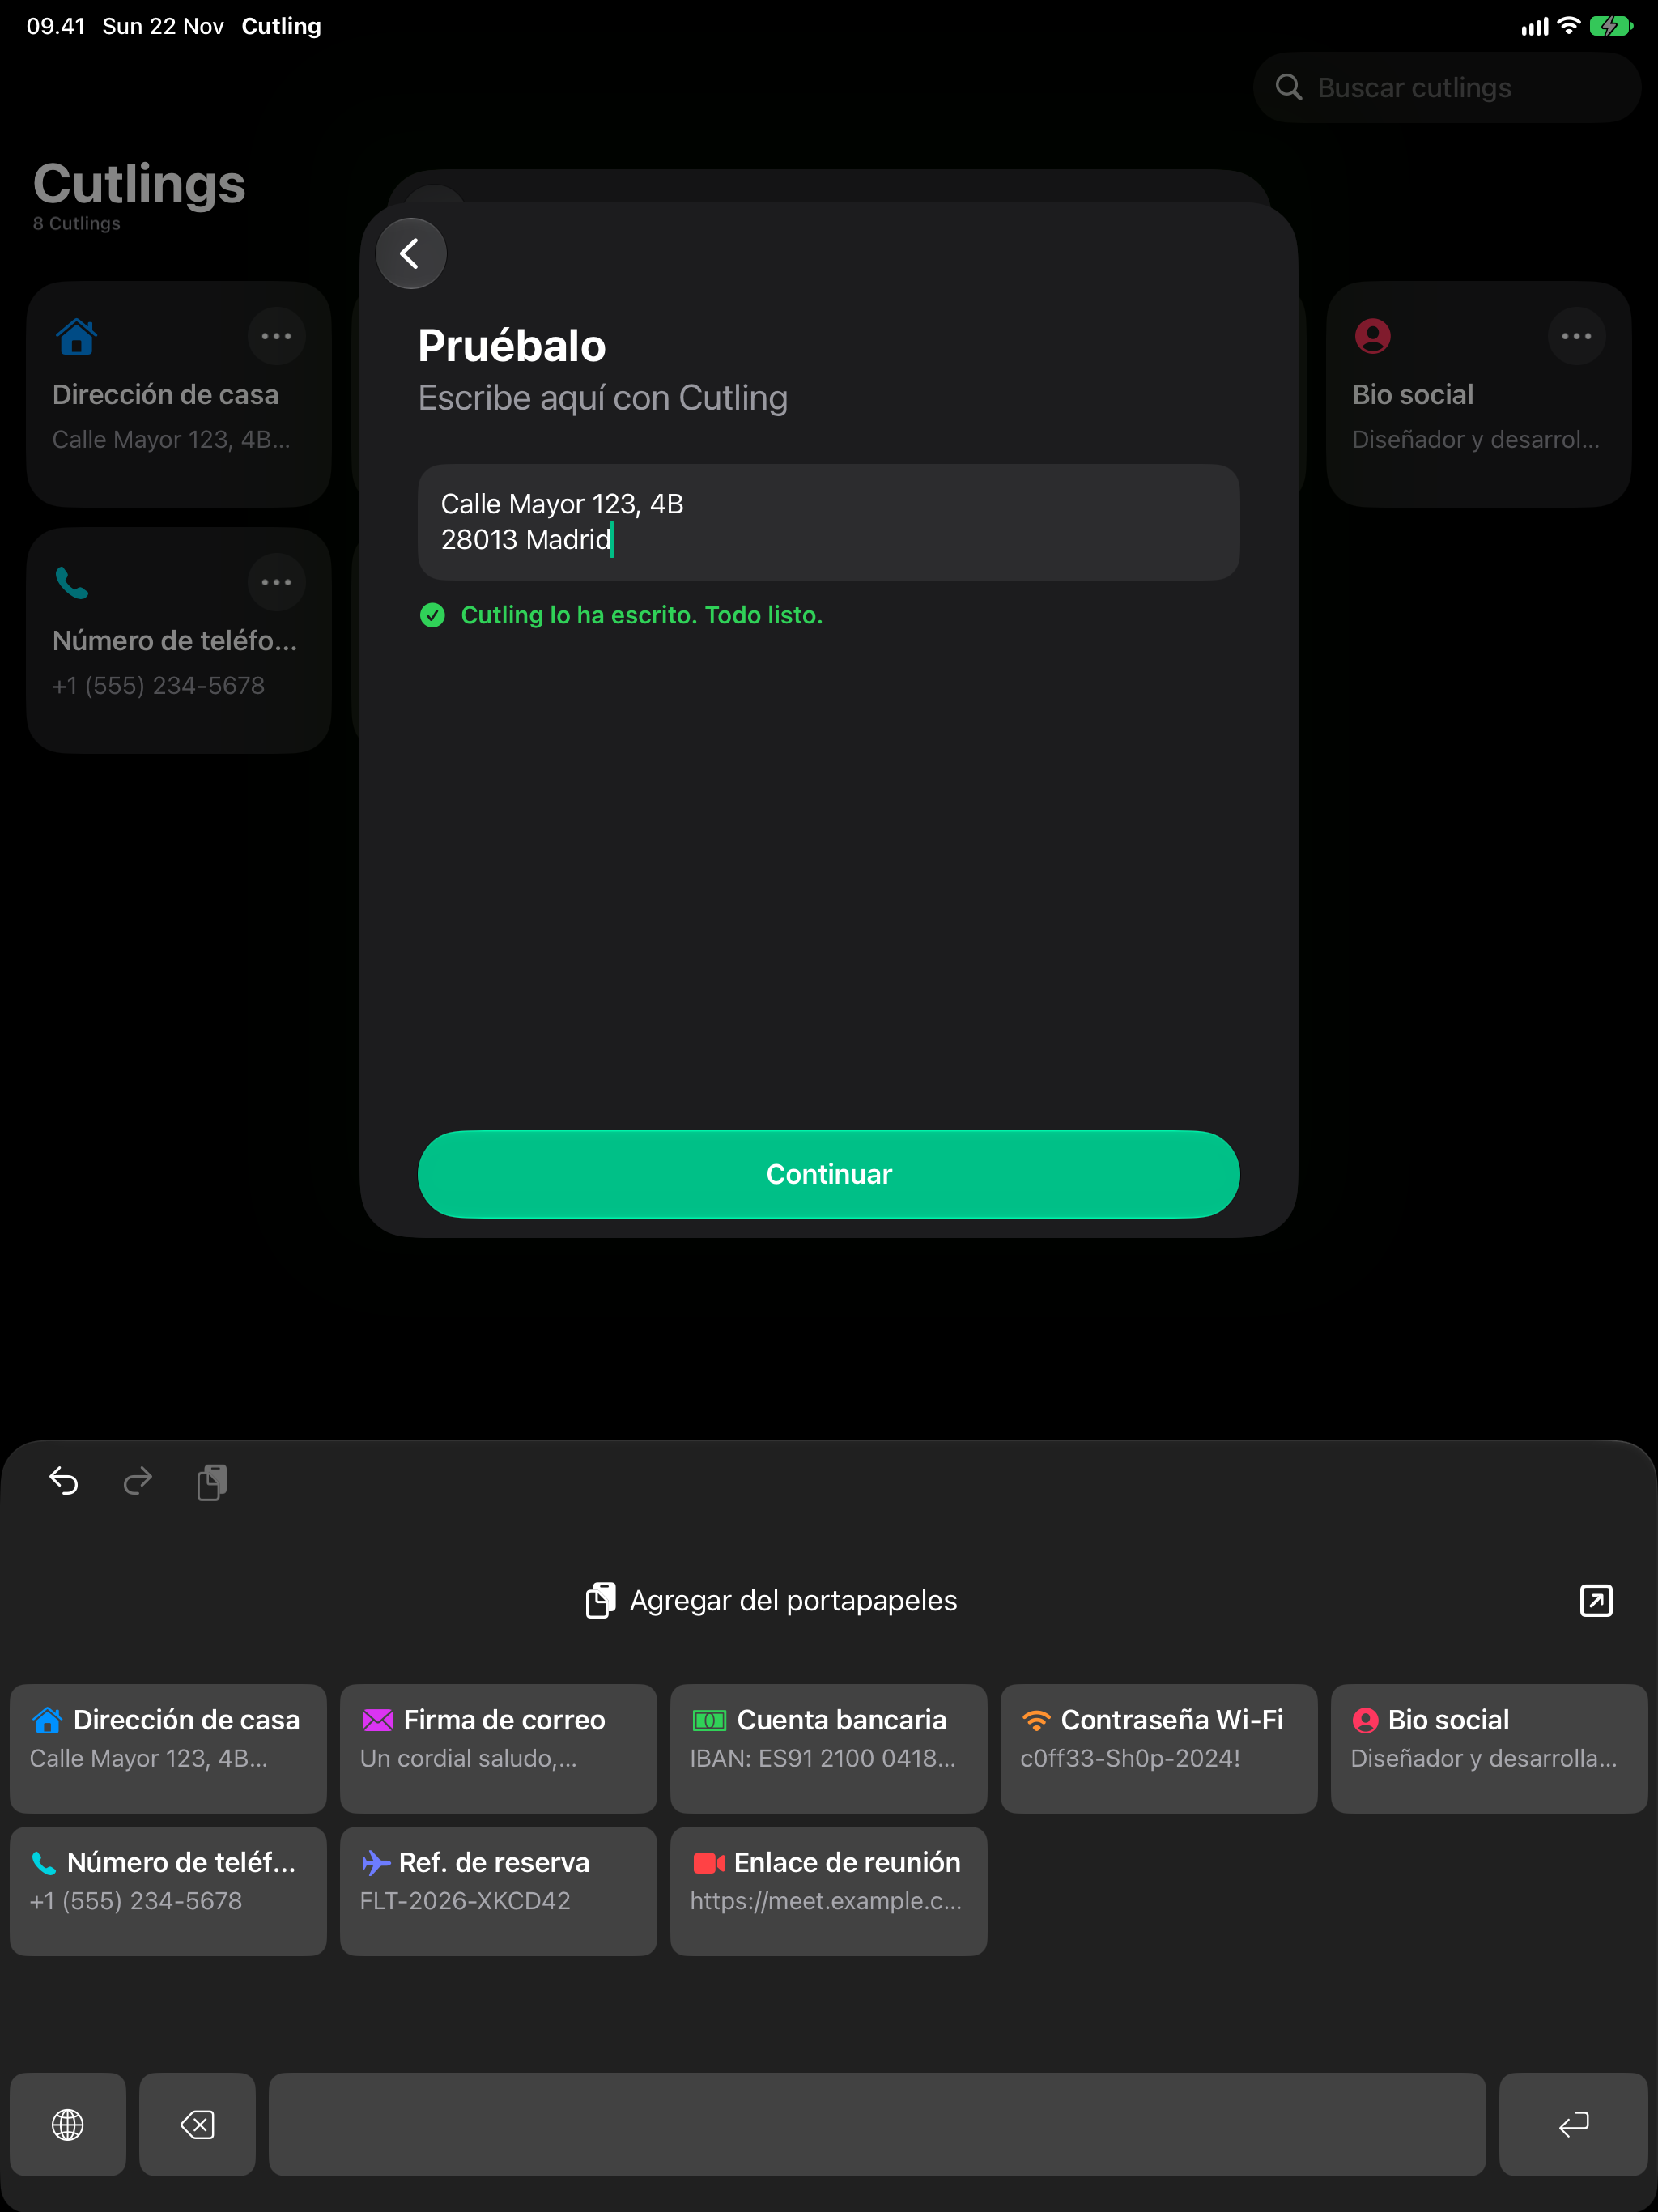 09.41 Sun 22 Nov Cutling
Buscar cutlings
Cutlings
8 Cutlings
Dirección de casa
Calle Mayor 123, 4B...
Bio social
Diseñador y desarrol...
Número de teléfo...
+1 (555) 234-5678
Pruébalo
Escribe aquí con Cutling
Calle Mayor 123, 4B
28013 Madrid
Cutling lo ha escrito. Todo listo.
Continuar
Agregar del portapapeles
Dirección de casa
Calle Mayor 123, 4B...
Firma de correo
Un cordial saludo,...
Cuenta bancaria
IBAN: ES91 2100 0418...
Contraseña Wi-Fi
c0ff33-Sh0p-2024!
Bio social
Diseñador y desarrolla...
Número de teléf...
+1 (555) 234-5678
Ref. de reserva
FLT-2026-XKCD42
Enlace de reunión
https://meet.example.c...